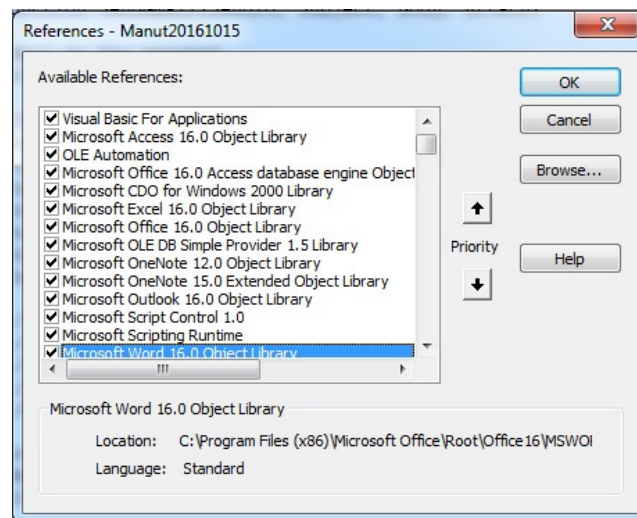 References - Manut20161015
Available References:
Visual Basic For Applications
Microsoft Access 16.0 Object Library
OLE Automation
Microsoft Office 16.0 Access database engine Object
Microsoft CDO for Windows 2000 Library
Microsoft Excel 16.0 Object Library
Microsoft Office 16.0 Object Library
Microsoft OLE DB Simple Provider 1.5 Library
Microsoft OneNote 12.0 Object Library
Microsoft OneNote 15.0 Extended Object Library
Microsoft Outlook 16.0 Object Library
Microsoft Script Control 1.0
Microsoft Scripting Runtime
Microsoft Word 16.0 Object Library
OK
Cancel
Browse...
Priority
Help
Microsoft Word 16.0 Object Library
Location: C:\Program Files (x86)\Microsoft Office\Root\Office16\MSWO
Language: Standard